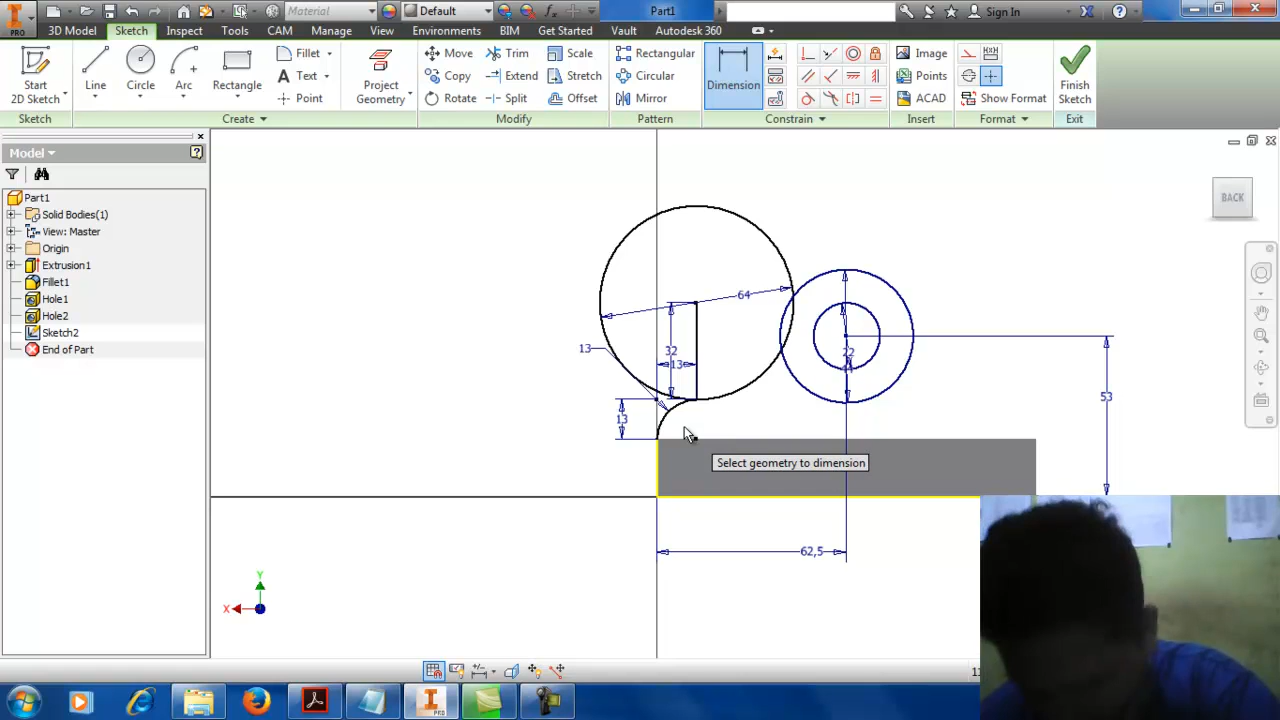 Material
Default
Part1
Sign In
PRO
3D Model
Sketch
Inspect
Tools
CAM
Manage
View
Environments
BIM
Get Started
Vault
Autodesk 360
Start
2D Sketch
Line
Circle
Arc
Rectangle
Fillet
Text
Point
Project
Geometry
Move
Copy
Rotate
Trim
Extend
Split
Scale
Stretch
Offset
Rectangular
Circular
Mirror
Dimension
Image
Points
ACAD
Show Format
Finish
Sketch
Sketch
Create
Modify
Pattern
Constrain
Insert
Format
Exit
Model
Part1
Solid Bodies(1)
View: Master
Origin
Extrusion1
Fillet1
Hole1
Hole2
Sketch2
End of Part
BACK
64
13
32
13
22
53
13
Select geometry to dimension
62,5
Y
X
PRO